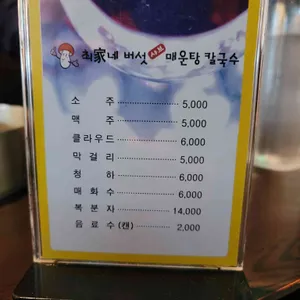 최家네 버섯 샤브 매운탕 칼국수
소 주 5,000
맥 주 5,000
클라우드 6,000
막걸리 5,000
청 하 6,000
매화수 6,000
복분자 14,000
음료수(캔) 2,000